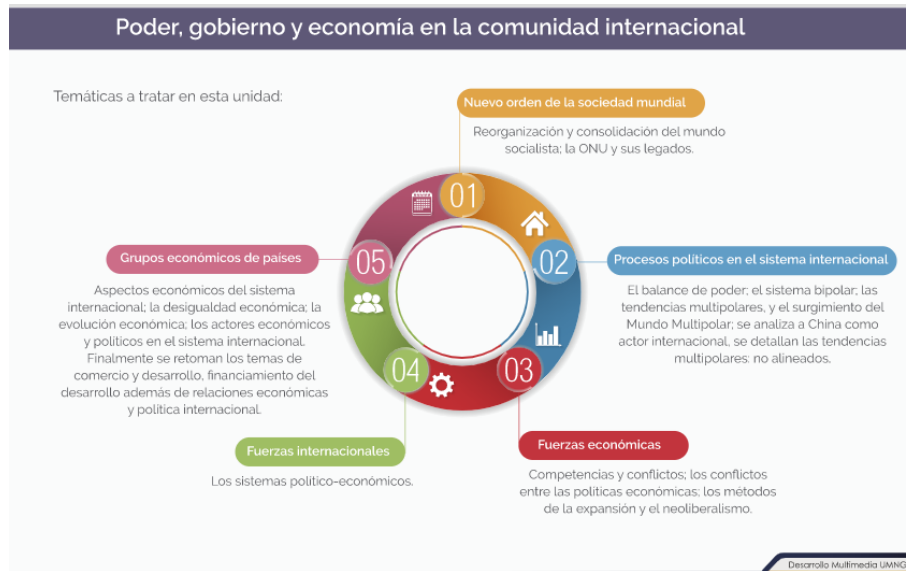 Poder, gobierno y economía en la comunidad internacional
Temáticas a tratar en esta unidad:
01
Nuevo orden de la sociedad mundial
Reorganización y consolidación del mundo
socialista; la ONU y sus legados.
02
Procesos políticos en el sistema internacional
El balance de poder; el sistema bipolar; las
tendencias multipolares, y el surgimiento del
Mundo Multipolar; se analiza a China como
actor internacional, se detallan las tendencias
multipolares: no alineados.
03
Fuerzas económicas
Competencias y conflictos; los conflictos
entre las políticas económicas; los métodos
de la expansión y el neoliberalismo.
04
Fuerzas internacionales
Los sistemas político-económicos.
05
Grupos económicos de países
Aspectos económicos del sistema
internacional; la desigualdad económica; la
evolución económica; los actores económicos
y políticos en el sistema internacional.
Finalmente se retoman los temas de
comercio y desarrollo, financiamiento del
desarrollo además de relaciones económicas
y política internacional.
Desarrollo Multimedia UMNG